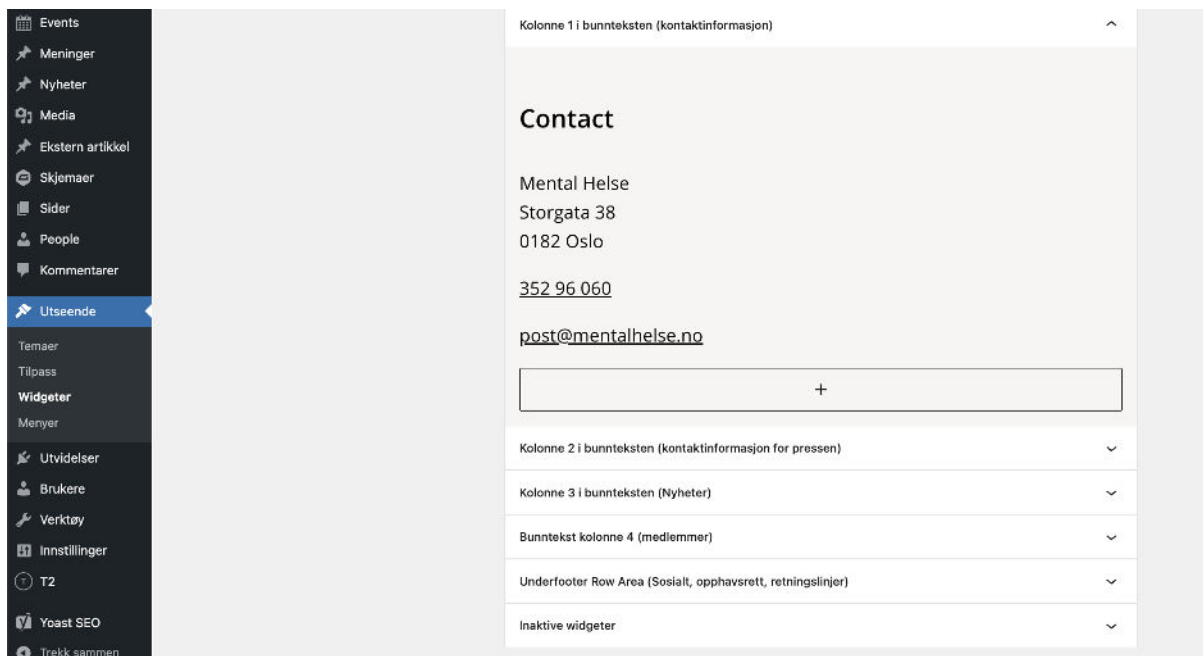 Events
Meninger
Nyheter
Media
Ekstern artikkel
Skjemaer
Sider
People
Kommentarer
Utseende
Temaer
Tilpass
Widgeter
Menyer
Utvidelser
Brukere
Verktøy
Innstillinger
T2
Yoast SEO
Trekk sammen
Kolonne 1 i bunnteksten (kontaktinformasjon)
Contact
Mental Helse
Storgata 38
0182 Oslo
352 96 060
post@mentalhelse.no
+
Kolonne 2 i bunnteksten (kontaktinformasjon for pressen)
Kolonne 3 i bunnteksten (Nyheter)
Bunntekst kolonne 4 (medlemmer)
Underfooter Row Area (Sosialt, opphavsrett, retningslinjer)
Inaktive widgeter